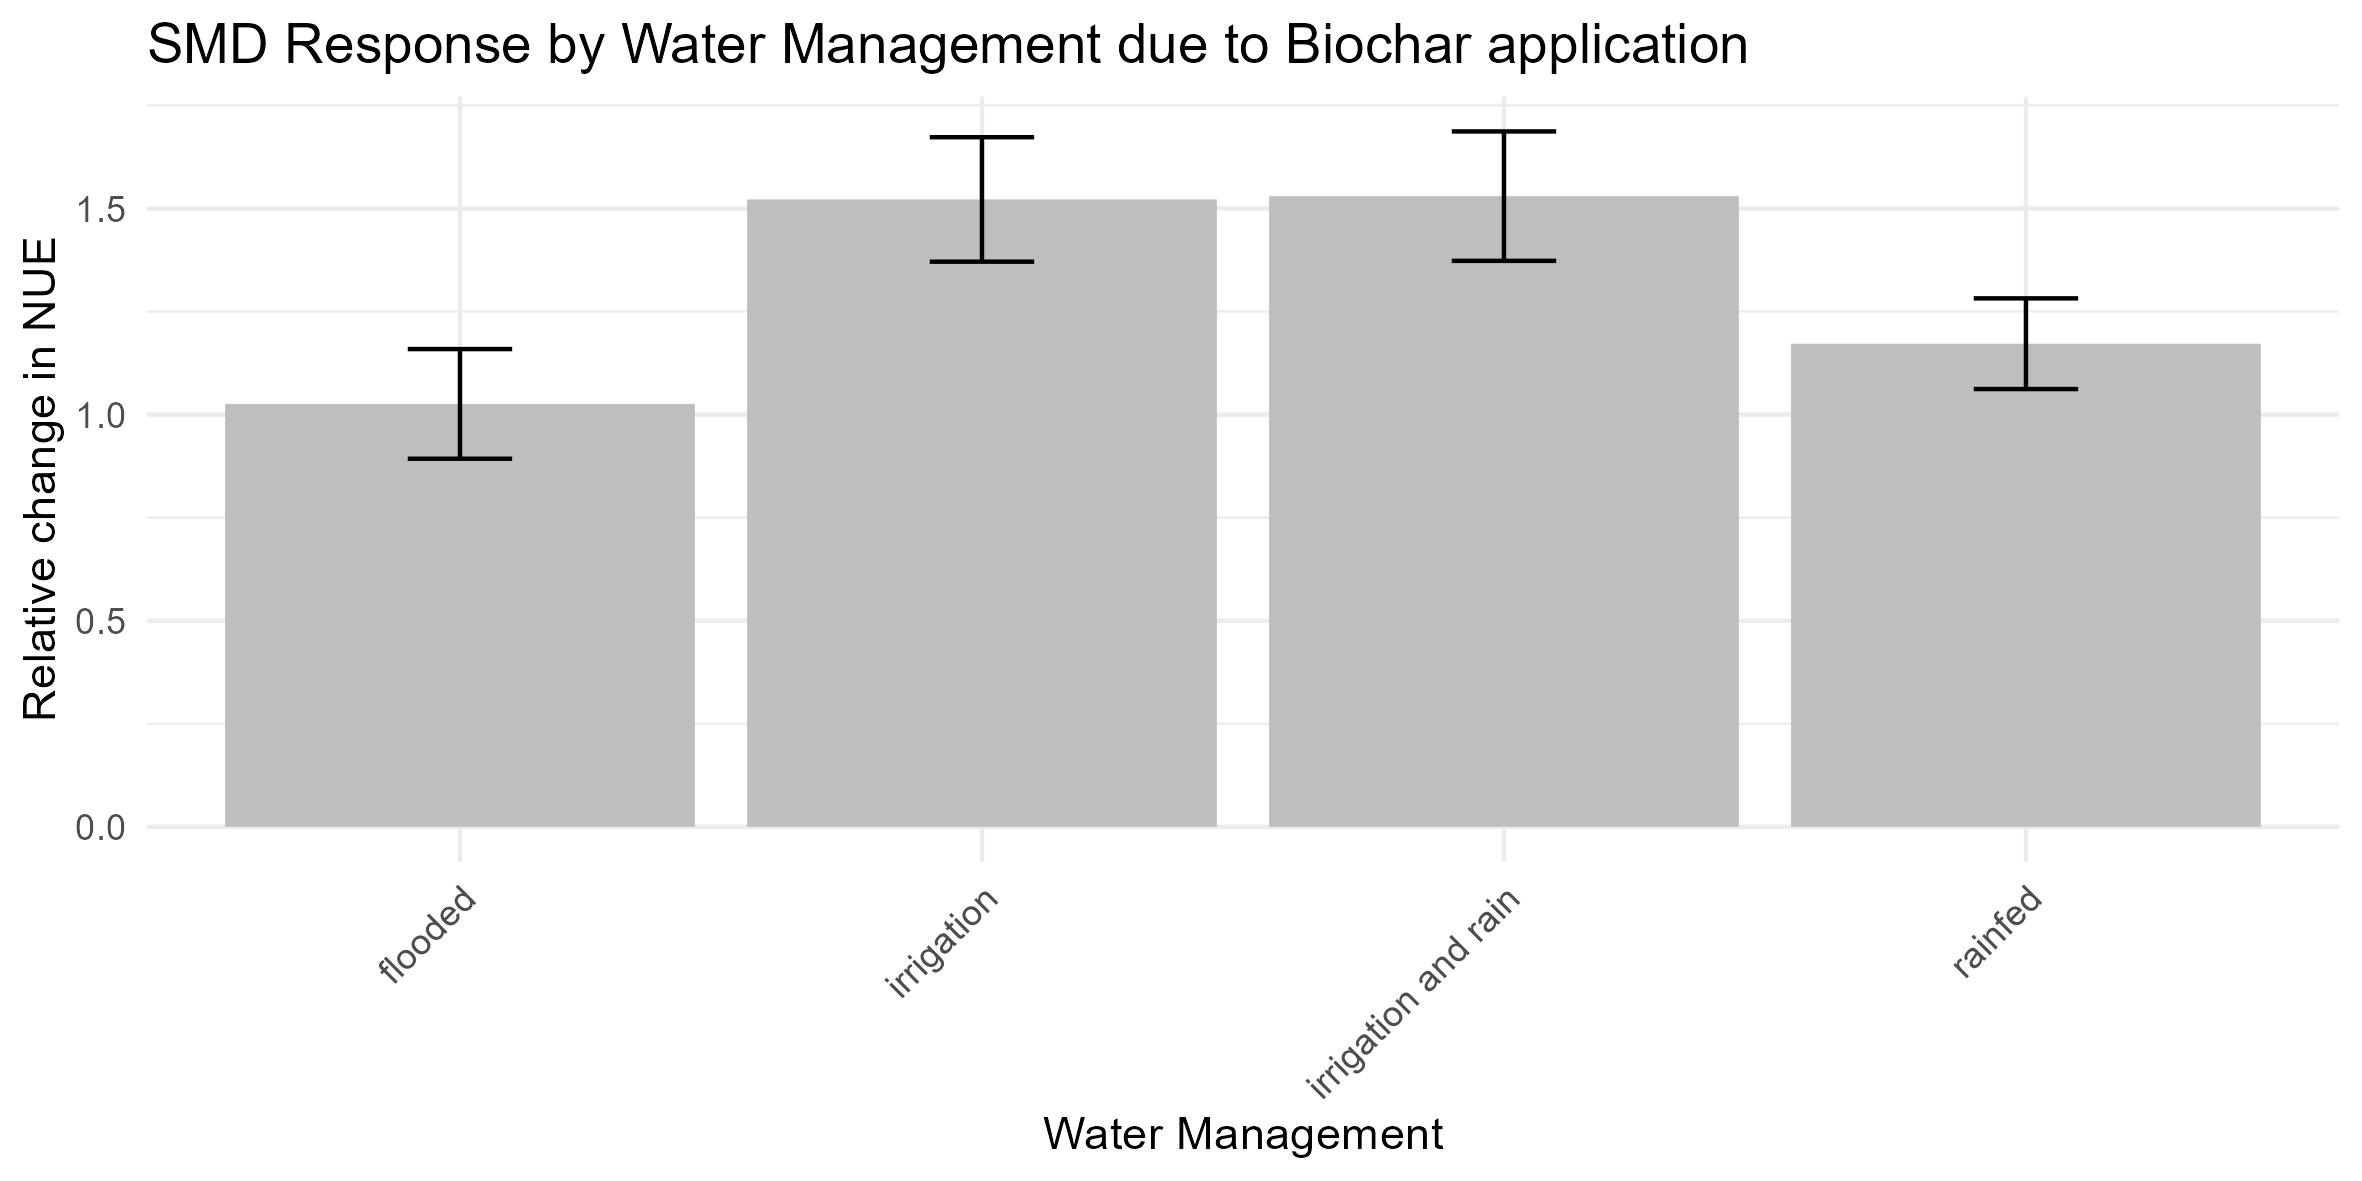 SMD Response by Water Management due to Biochar application
Relative change in NUE
1.5
1.0
0.5
0.0
flooded
irrigation
irrigation and rain
rainfed
Water Management